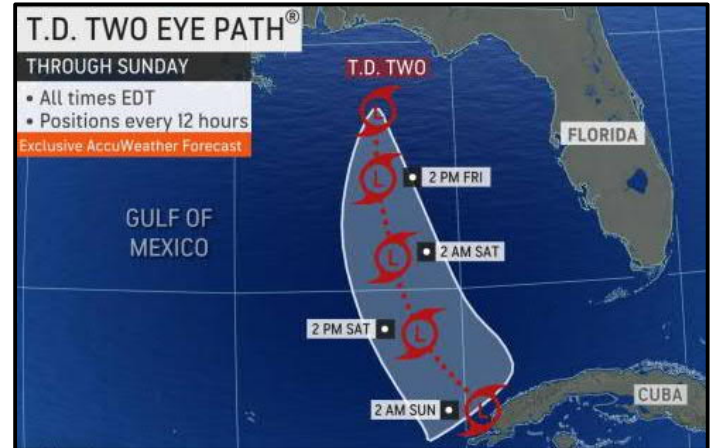 T.D. TWO EYE PATH®
THROUGH SUNDAY
• All times EDT
• Positions every 12 hours
Exclusive AccuWeather Forecast
T.D. TWO
FLORIDA
L
L
2 PM FRI
GULF OF
MEXICO
L
2 AM SAT
2 PM SAT
L
CUBA
2 AM SUN
L